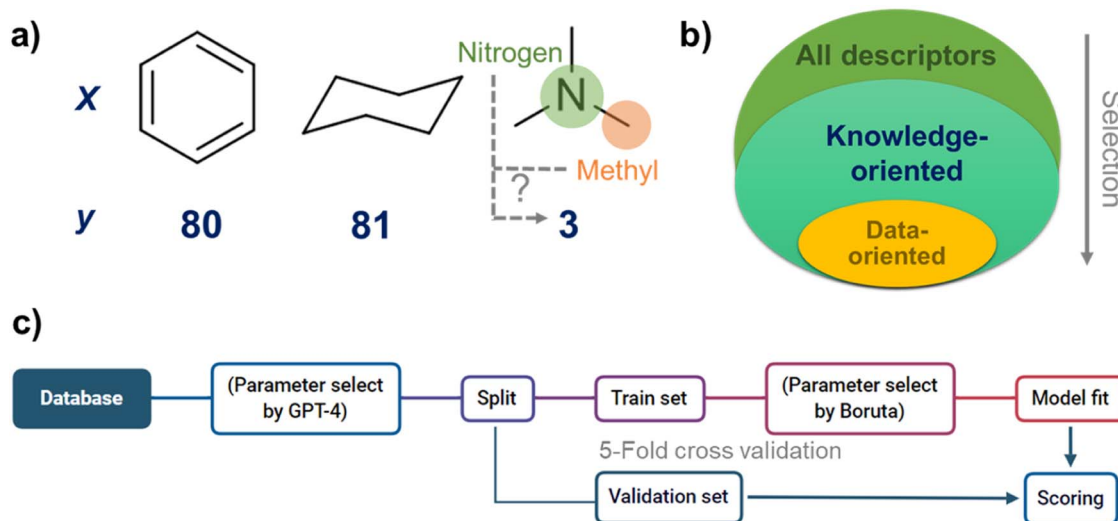 a)
Nitrogen
N
Methyl
?
X
y
80
81
3
b)
All descriptors
Knowledge-
oriented
Data-
oriented
Selection
c)
Database
(Parameter select
by GPT-4)
Split
Train set
(Parameter select
by Boruta)
Model fit
5-Fold cross validation
Validation set
Scoring